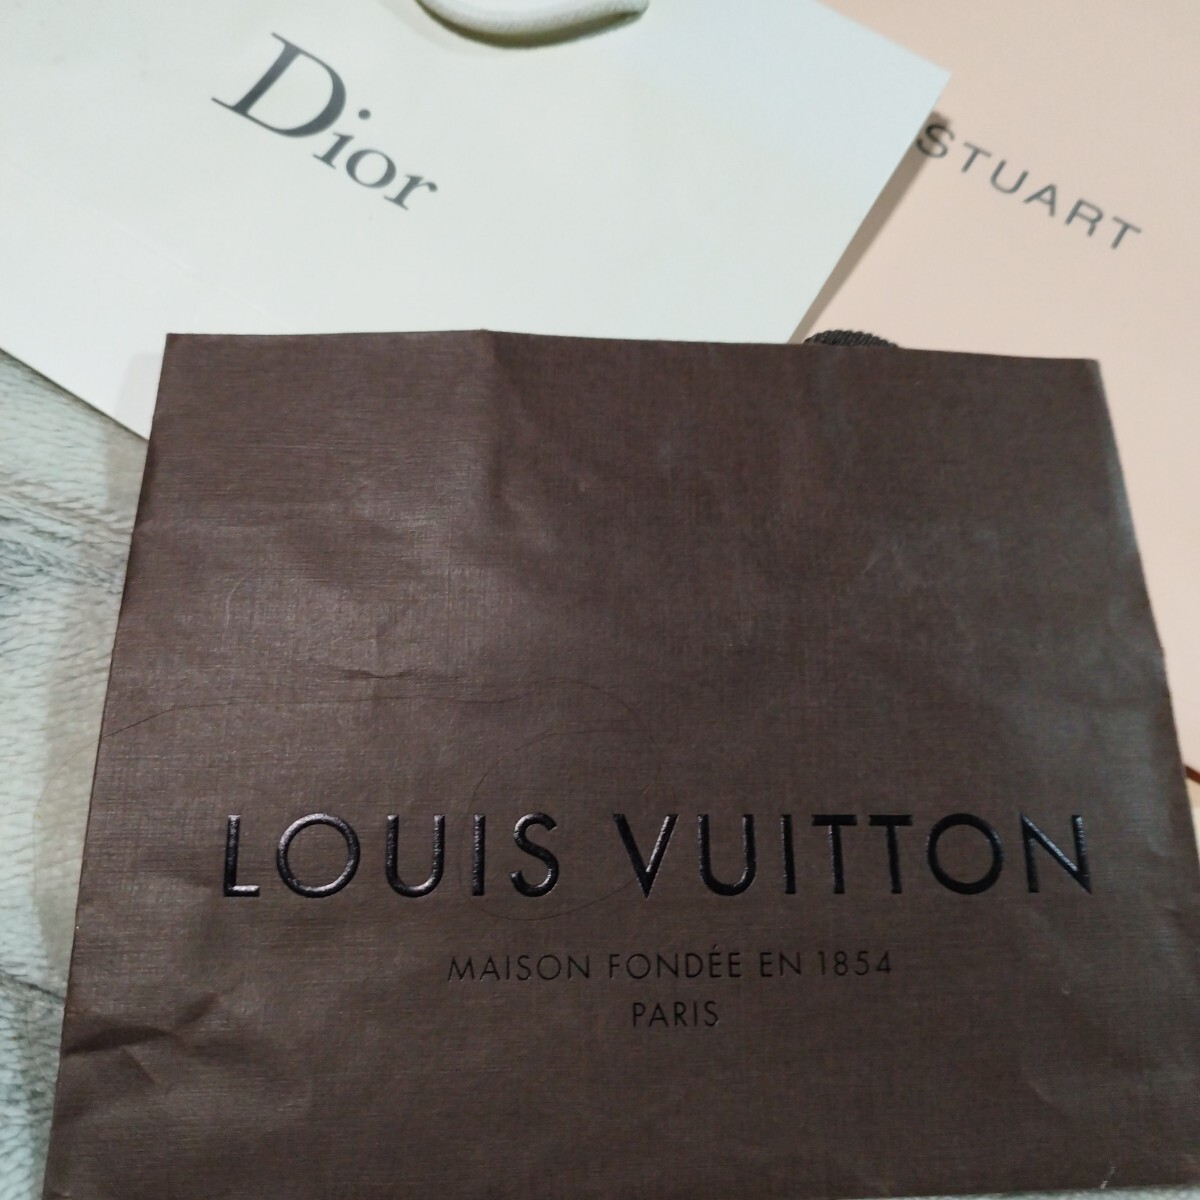 Dior
STUART
LOUIS VUITTON
MAISON FONDÉE EN 1854
PARIS